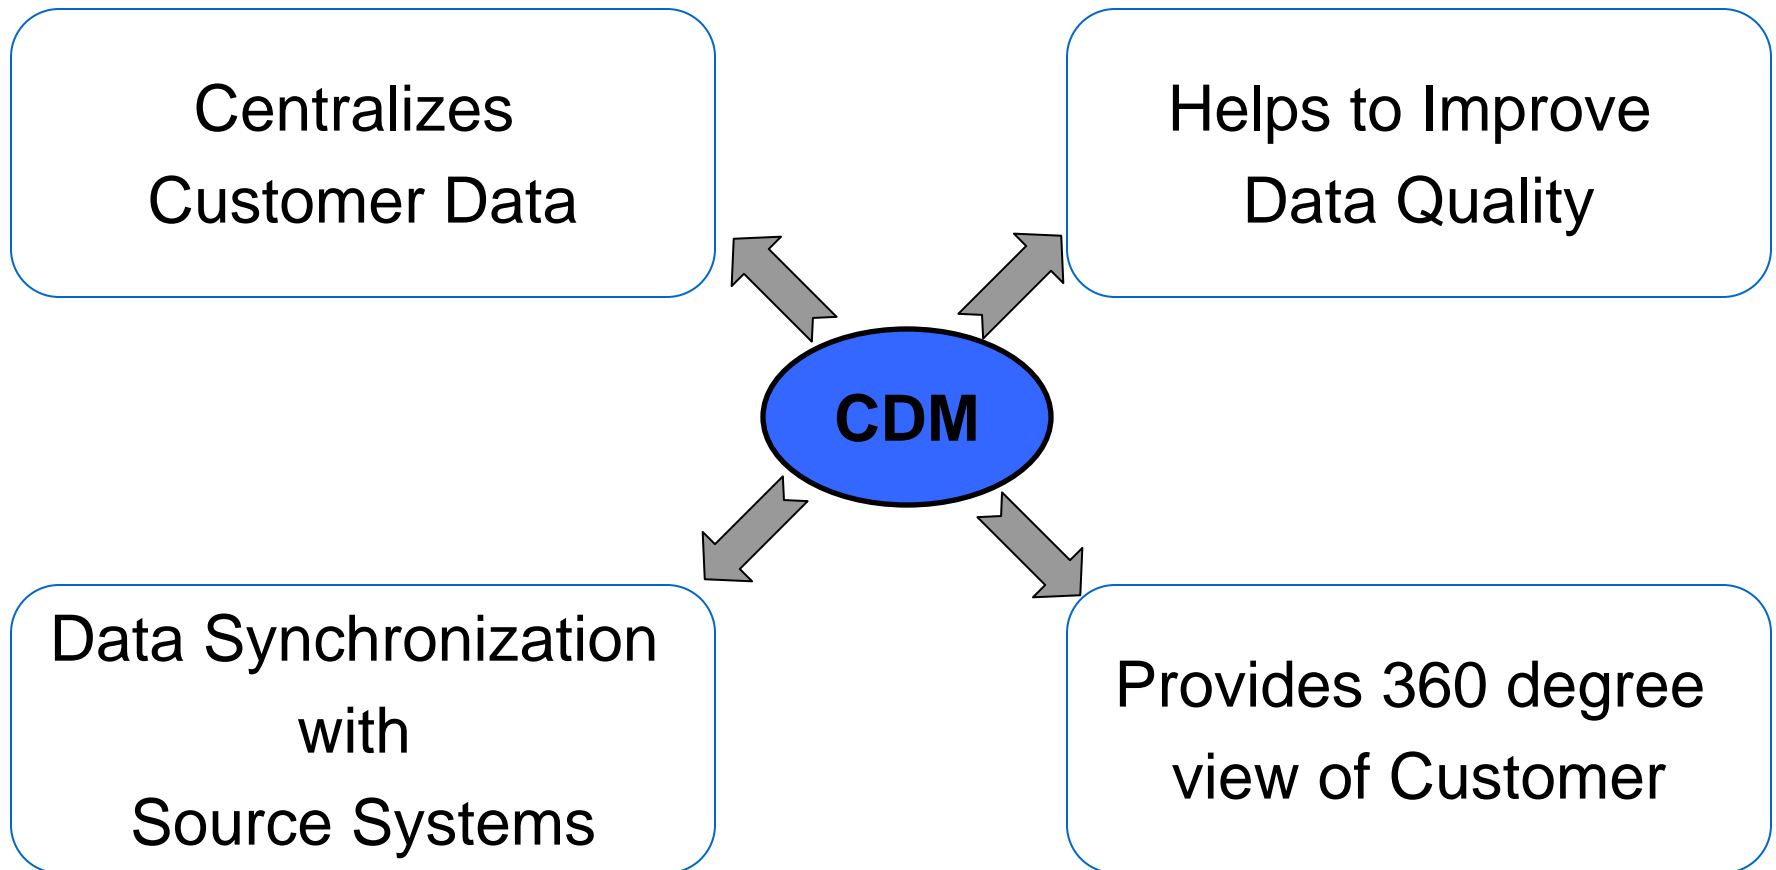 Centralizes
Customer Data
Helps to Improve
Data Quality
CDM
Data Synchronization
with
Source Systems
Provides 360 degree
view of Customer